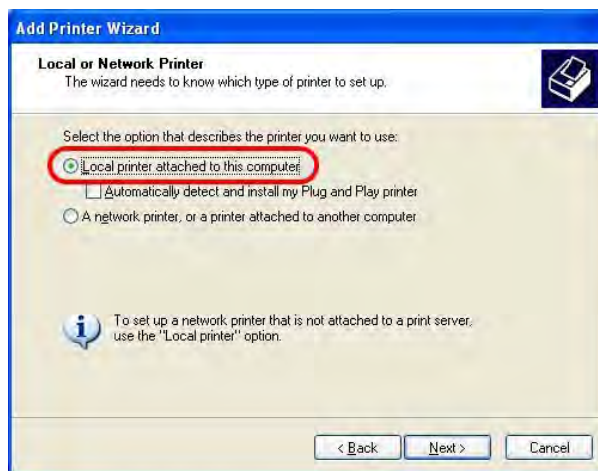 Add Printer Wizard
Local or Network Printer
The wizard needs to know which type of printer to set up.
Select the option that describes the printer you want to use:
Local printer attached to this computer
Automatically detect and install my Plug and Play printer
A network printer, or a printer attached to another computer
To set up a network printer that is not attached to a print server,
use the "Local printer" option.
< Back
Next >
Cancel